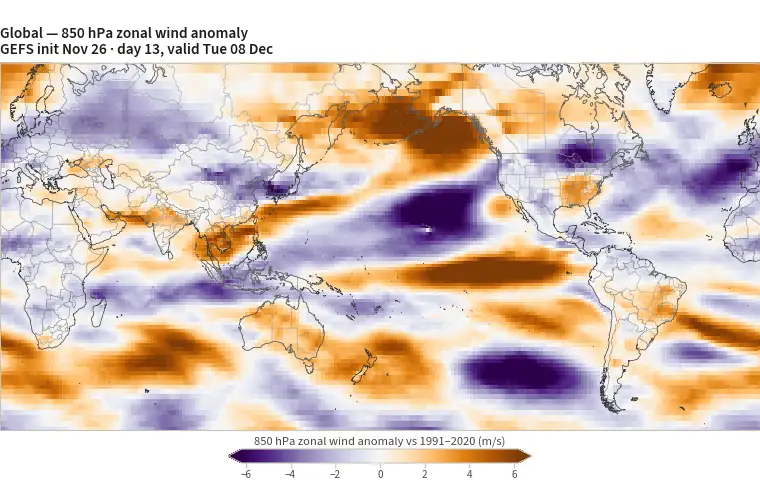 Global — 850 hPa zonal wind anomaly
GEFS init Nov 26 · day 13, valid Tue 08 Dec
850 hPa zonal wind anomaly vs 1991–2020 (m/s)
−6 −4 −2 0 2 4 6